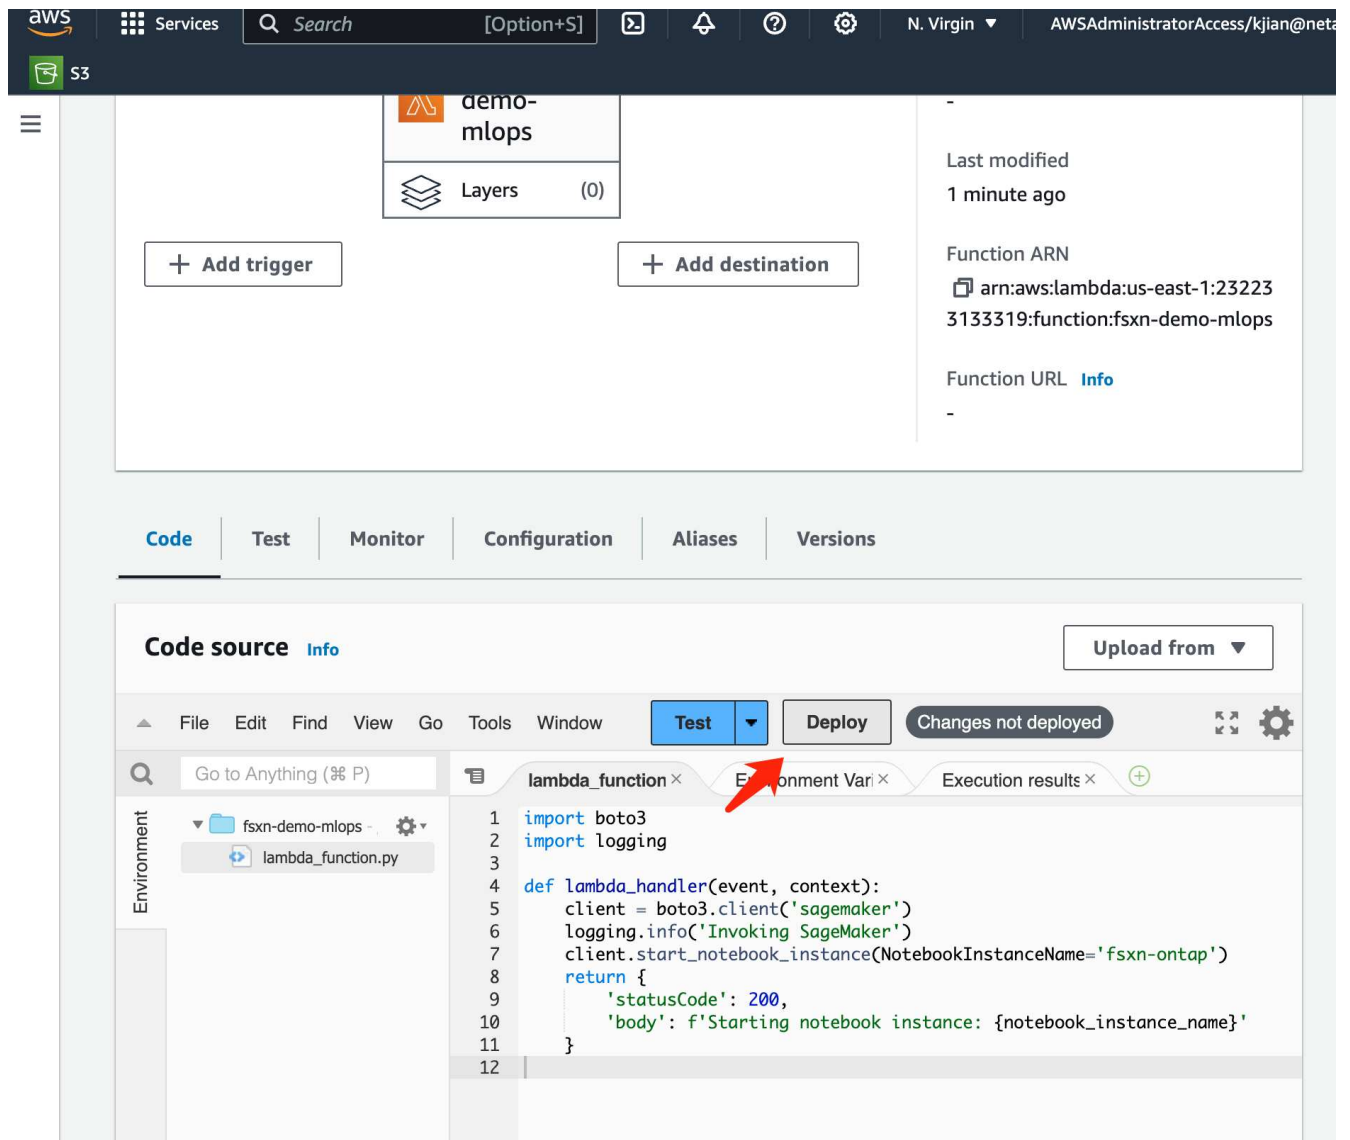 aws Services Search [Option+S] N. Virgin ▼ AWSAdministratorAccess/kjian@neta
S3
demo-
mlops
Layers (0)
+ Add trigger
+ Add destination
-
Last modified
1 minute ago
Function ARN
arn:aws:lambda:us-east-1:23223
3133319:function:fsxn-demo-mlops
Function URL Info
-
Code Test Monitor Configuration Aliases Versions
Code source Info
Upload from ▼
File Edit Find View Go Tools Window Test Deploy Changes not deployed
Go to Anything (⌘ P)
lambda_function × Environment Vari × Execution results ×
Environment
fsxn-demo-mlops -
lambda_function.py
1 import boto3
2 import logging
3
4 def lambda_handler(event, context):
5     client = boto3.client('sagemaker')
6     logging.info('Invoking SageMaker')
7     client.start_notebook_instance(NotebookInstanceName='fsxn-ontap')
8     return {
9         'statusCode': 200,
10         'body': f'Starting notebook instance: {notebook_instance_name}'
11     }
12